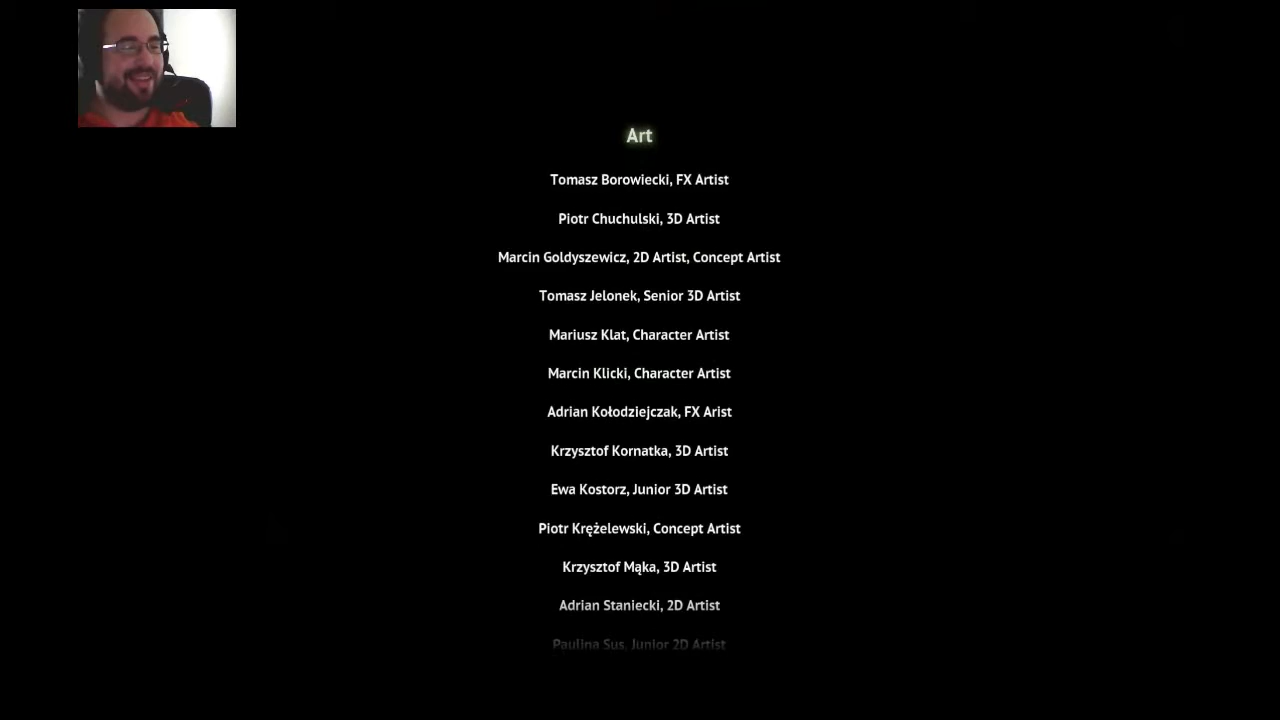 Art
Tomasz Borowiecki, FX Artist
Piotr Chuchulski, 3D Artist
Marcin Goldyszewicz, 2D Artist, Concept Artist
Tomasz Jelonek, Senior 3D Artist
Mariusz Klat, Character Artist
Marcin Klicki, Character Artist
Adrian Kołodziejczak, FX Arist
Krzysztof Kornatka, 3D Artist
Ewa Kostorz, Junior 3D Artist
Piotr Krężelewski, Concept Artist
Krzysztof Mąka, 3D Artist
Adrian Staniecki, 2D Artist
Paulina Sus, Junior 2D Artist